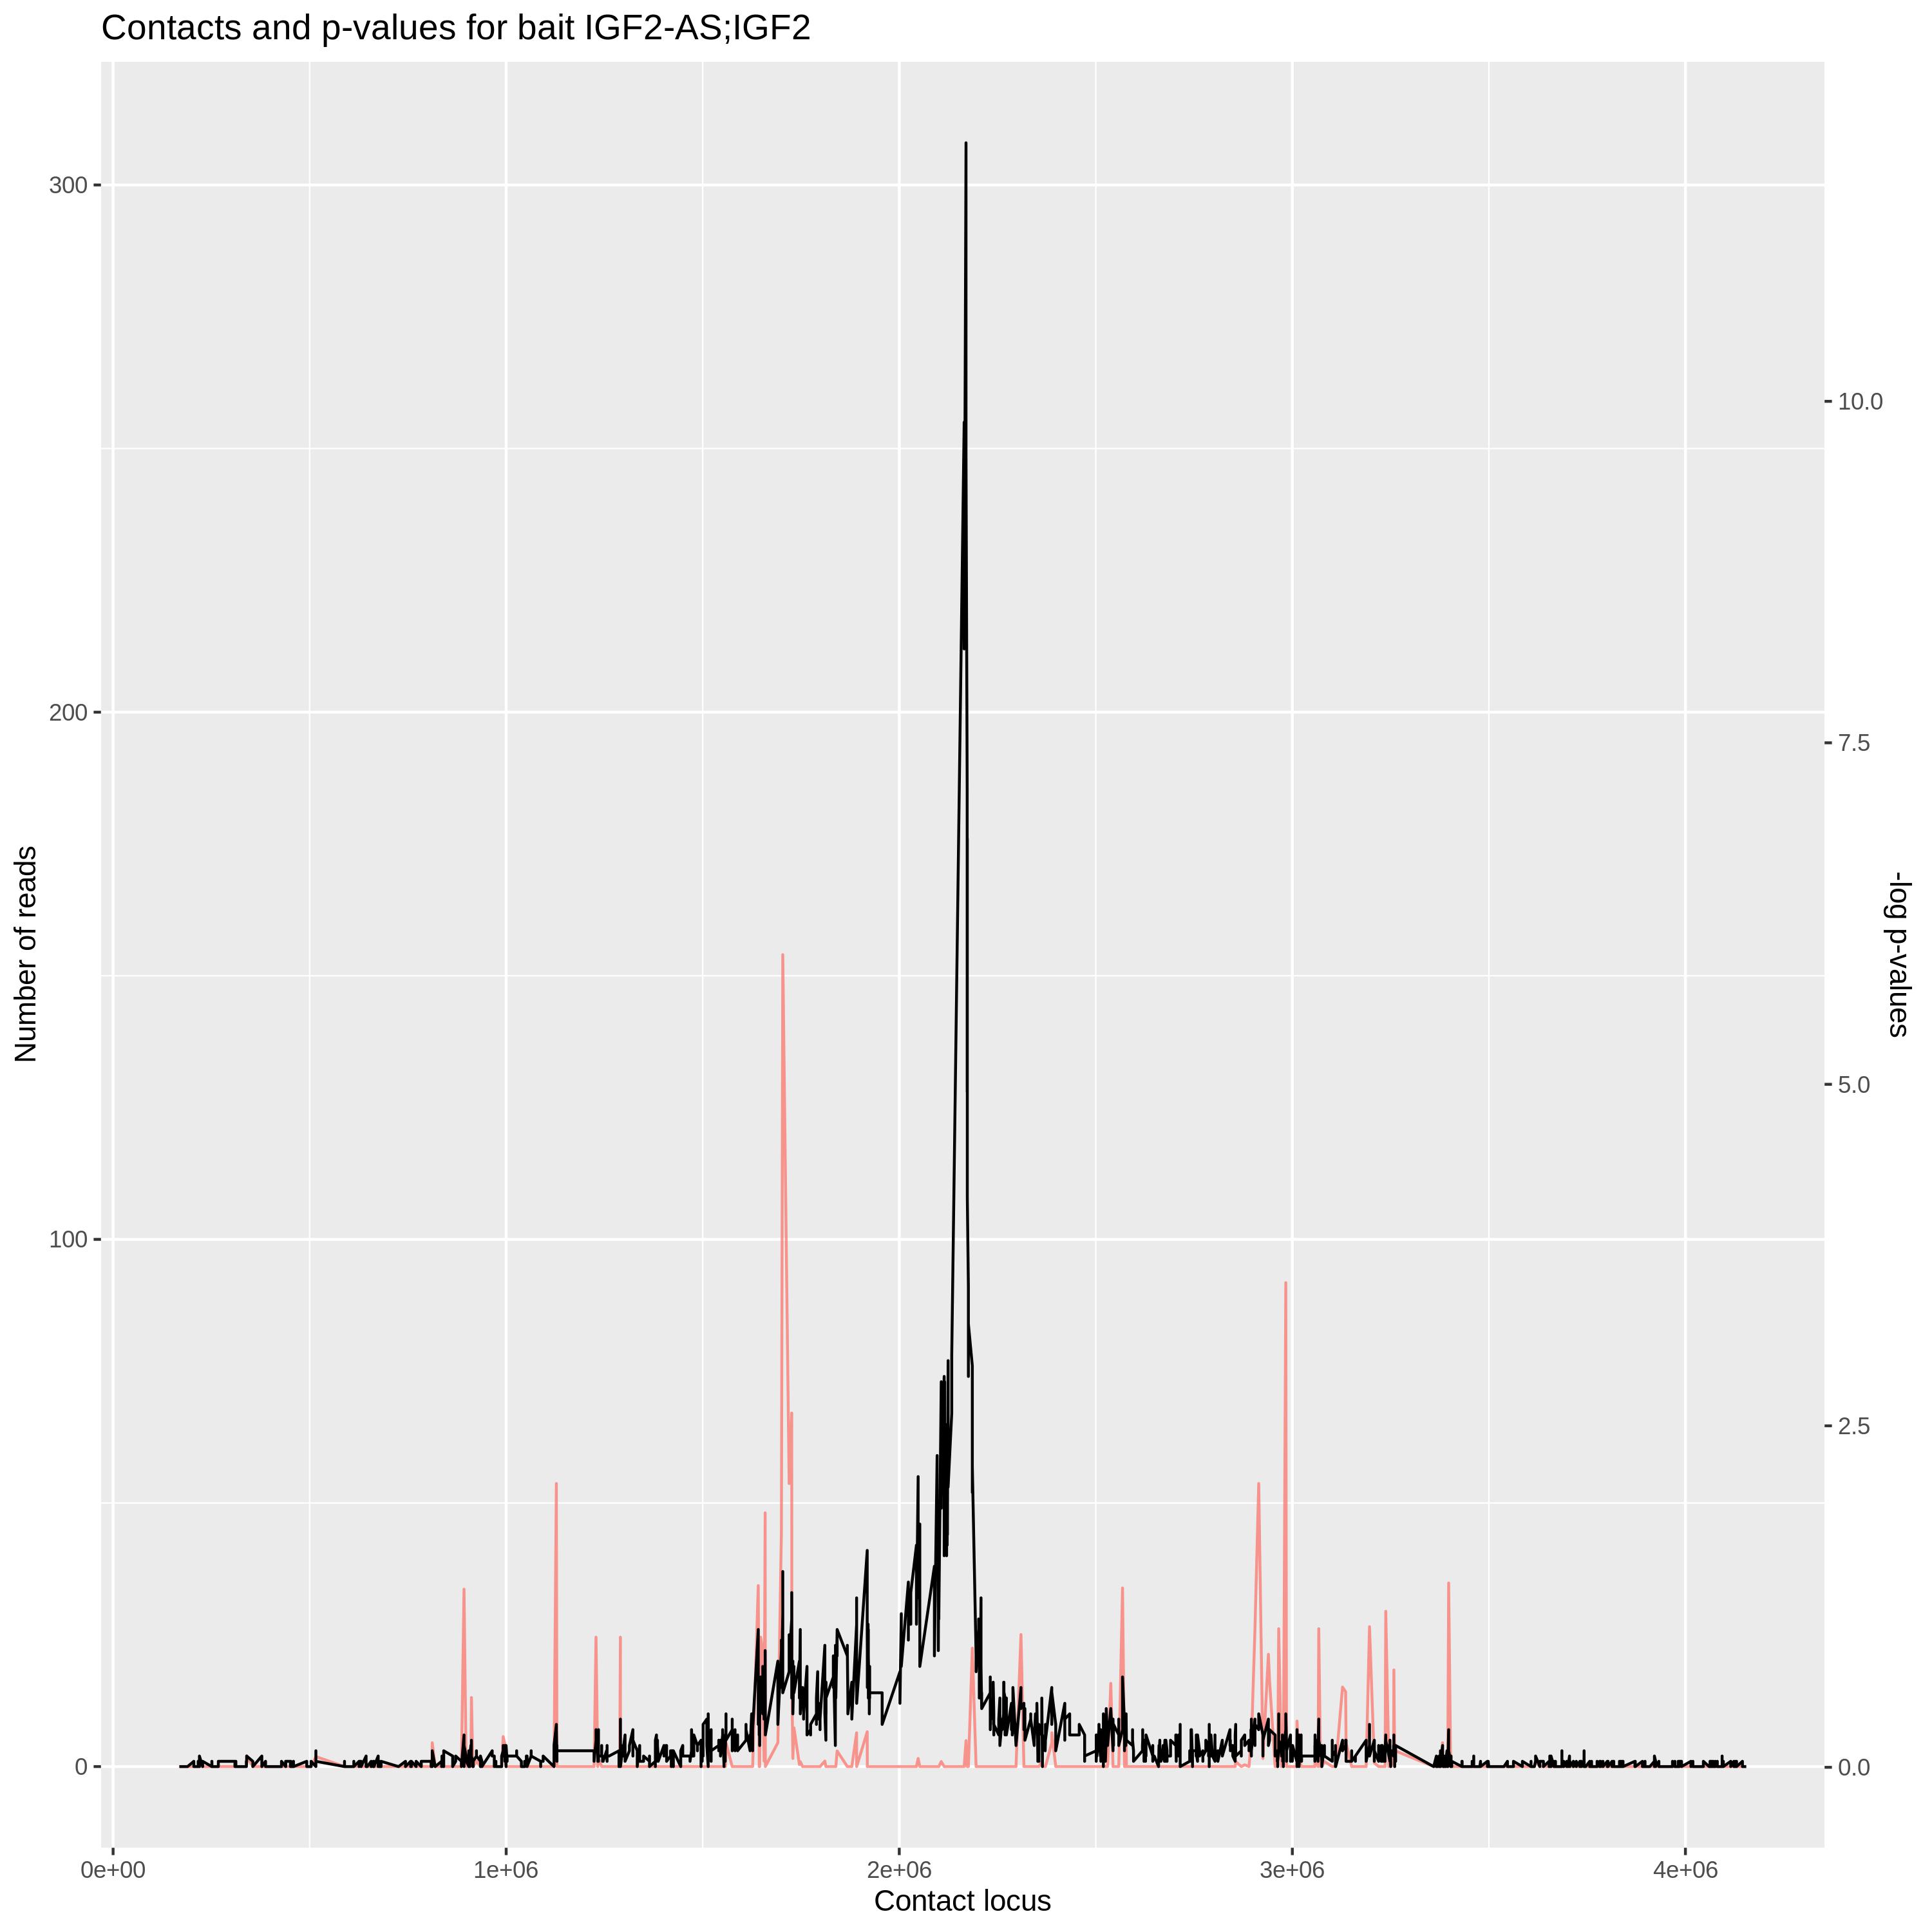 Contacts and p-values for bait IGF2-AS;IGF2
Number of reads
300
200
100
0
10.0
7.5
5.0
2.5
0.0
-log p-values
0e+00 1e+06 2e+06 3e+06 4e+06
Contact locus